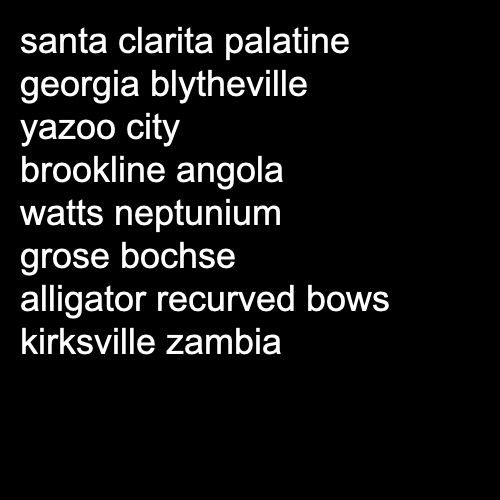 santa clarita palatine
georgia blytheville
yazoo city
brookline angola
watts neptunium
grose bochse
alligator recurved bows
kirksville zambia